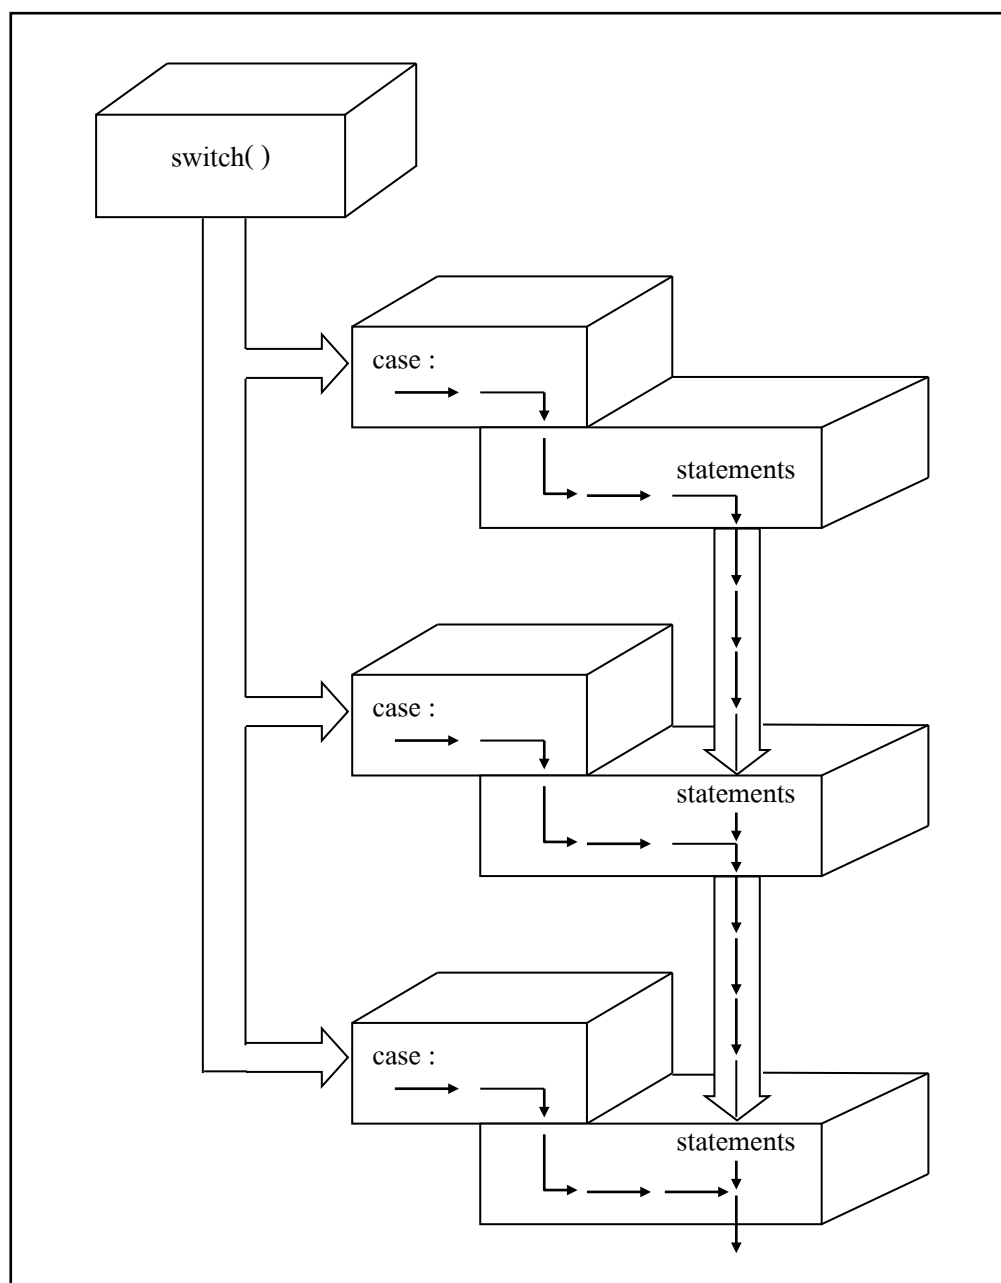 switch( )
case :
statements
case :
statements
case :
statements